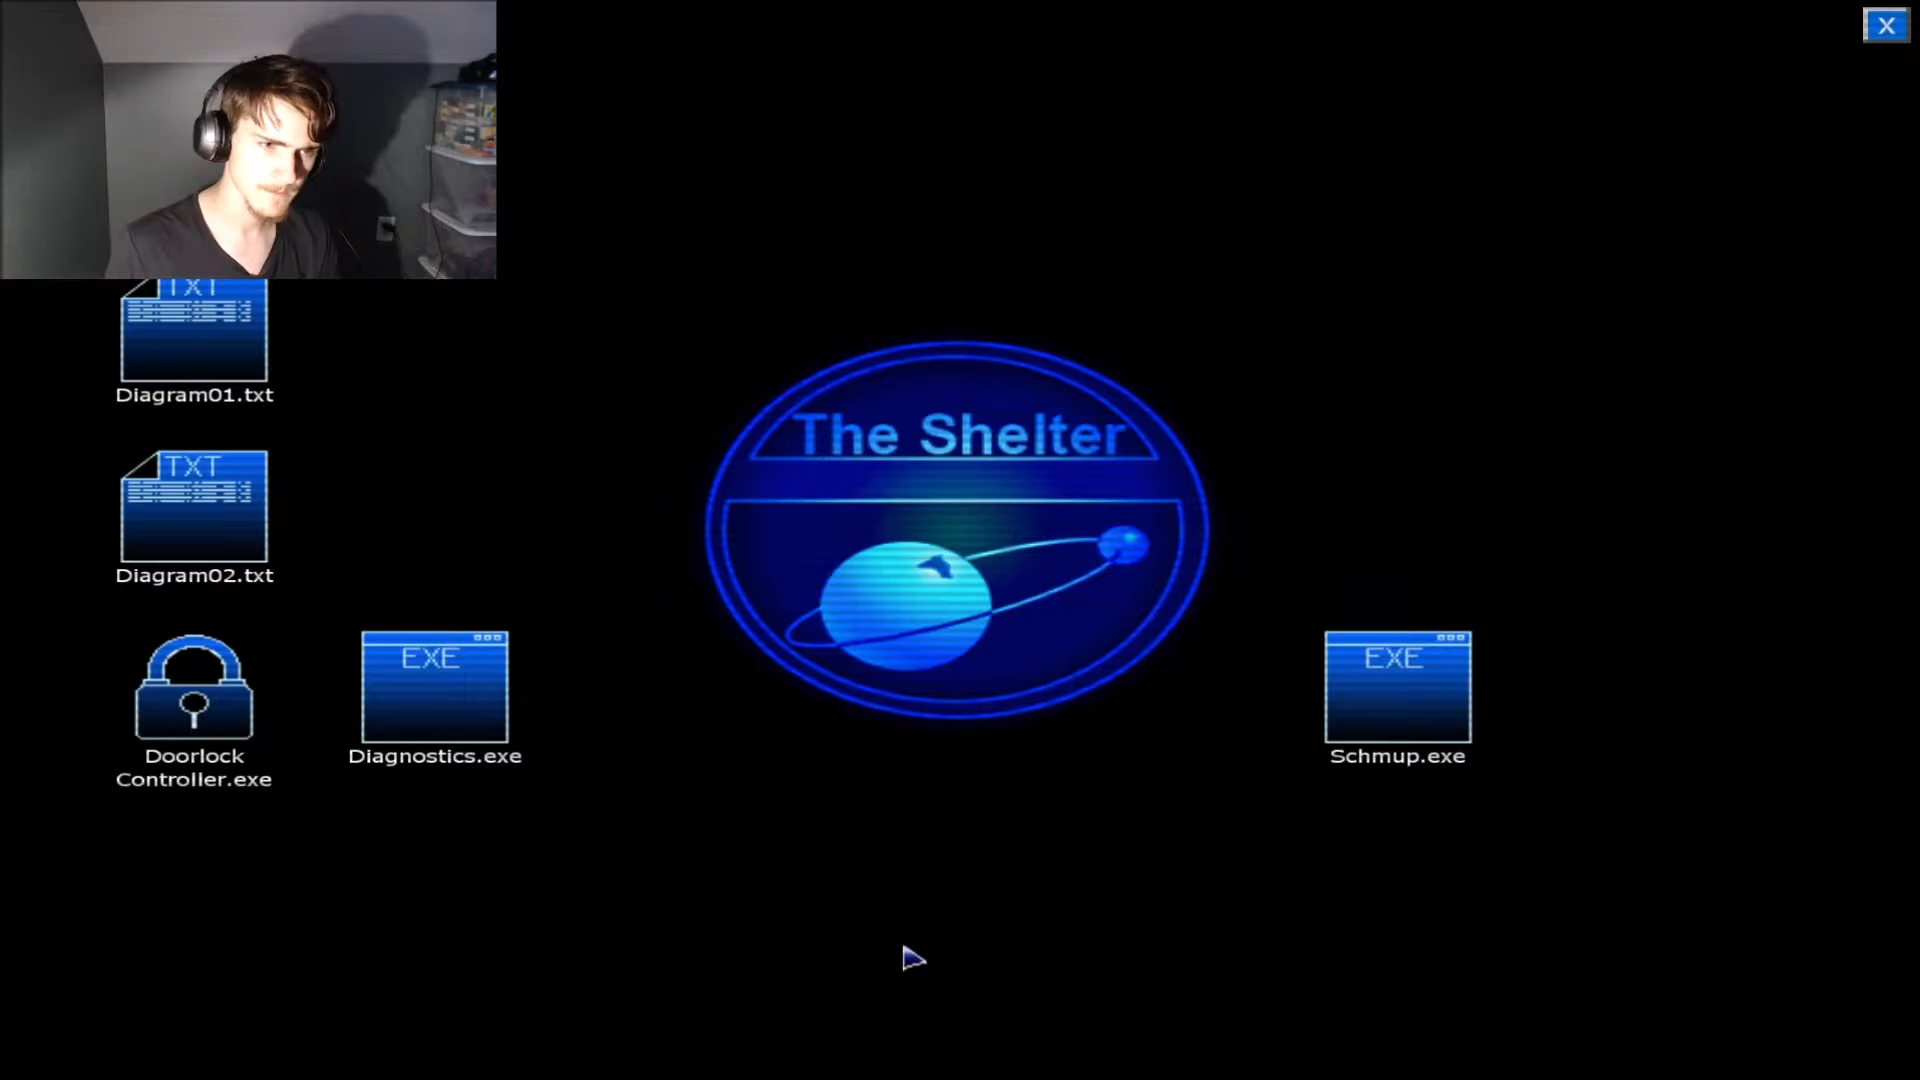 X
TXT
Diagram01.txt
The Shelter
TXT
Diagram02.txt
EXE
EXE
Doorlock
Controller.exe
Diagnostics.exe
Schmup.exe